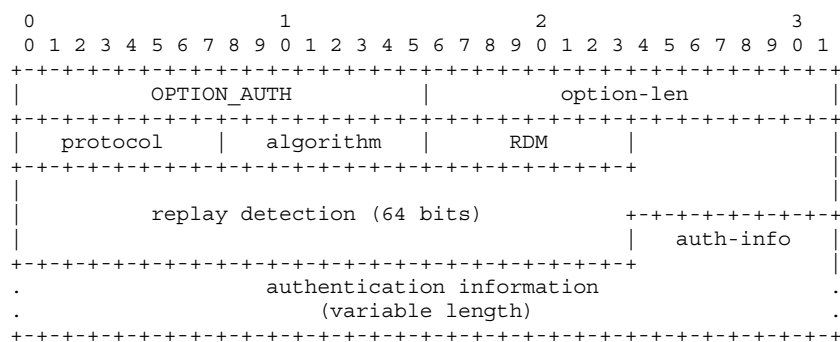 0                   1                   2                   3
 0 1 2 3 4 5 6 7 8 9 0 1 2 3 4 5 6 7 8 9 0 1 2 3 4 5 6 7 8 9 0 1
+-+-+-+-+-+-+-+-+-+-+-+-+-+-+-+-+-+-+-+-+-+-+-+-+-+-+-+-+-+-+-+-+
|          OPTION_AUTH          |          option-len           |
+-+-+-+-+-+-+-+-+-+-+-+-+-+-+-+-+-+-+-+-+-+-+-+-+-+-+-+-+-+-+-+-+
|   protocol    |   algorithm   |      RDM      |               |
+-+-+-+-+-+-+-+-+-+-+-+-+-+-+-+-+-+-+-+-+-+-+-+-+               |
|                                                               |
|          replay detection (64 bits)           +-+-+-+-+-+-+-+-+
|                                               |   auth-info   |
+-+-+-+-+-+-+-+-+-+-+-+-+-+-+-+-+-+-+-+-+-+-+-+-+               |
.                   authentication information                  .
.                       (variable length)                       .
+-+-+-+-+-+-+-+-+-+-+-+-+-+-+-+-+-+-+-+-+-+-+-+-+-+-+-+-+-+-+-+-+